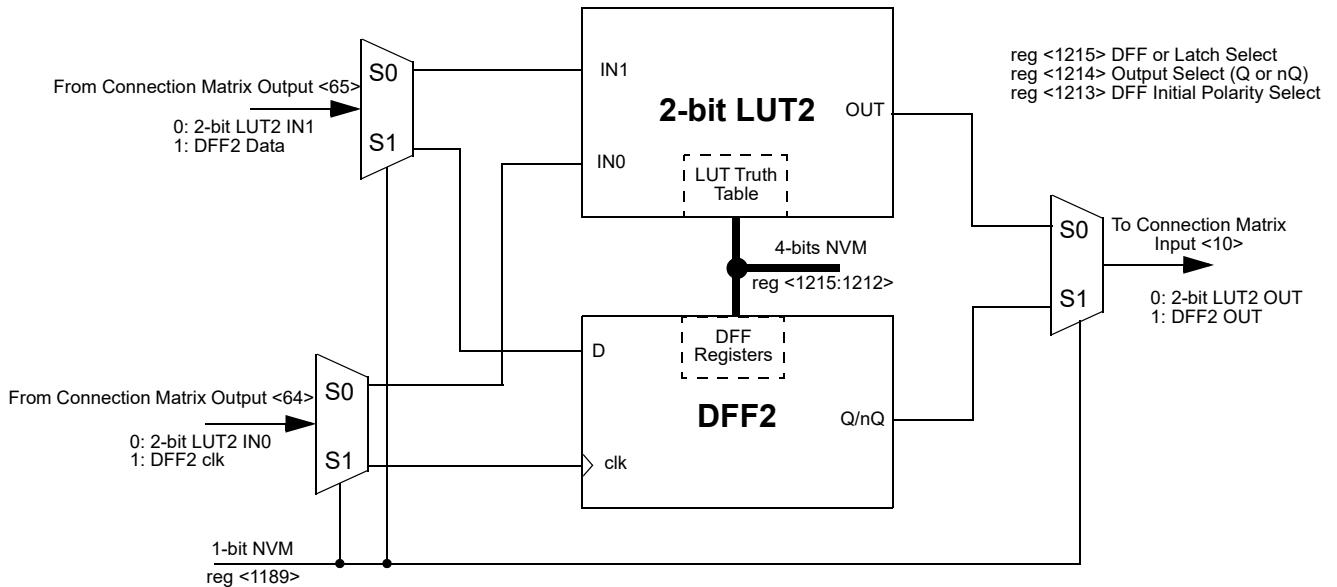 reg <1215> DFF or Latch Select
reg <1214> Output Select (Q or nQ)
reg <1213> DFF Initial Polarity Select
From Connection Matrix Output <65>
0: 2-bit LUT2 IN1
1: DFF2 Data
S0
S1
IN1
IN0
2-bit LUT2
OUT
LUT Truth
Table
4-bits NVM
reg <1215:1212>
To Connection Matrix
Input <10>
S0
S1
0: 2-bit LUT2 OUT
1: DFF2 OUT
From Connection Matrix Output <64>
0: 2-bit LUT2 IN0
1: DFF2 clk
S0
S1
D
clk
DFF
Registers
DFF2
Q/nQ
1-bit NVM
reg <1189>